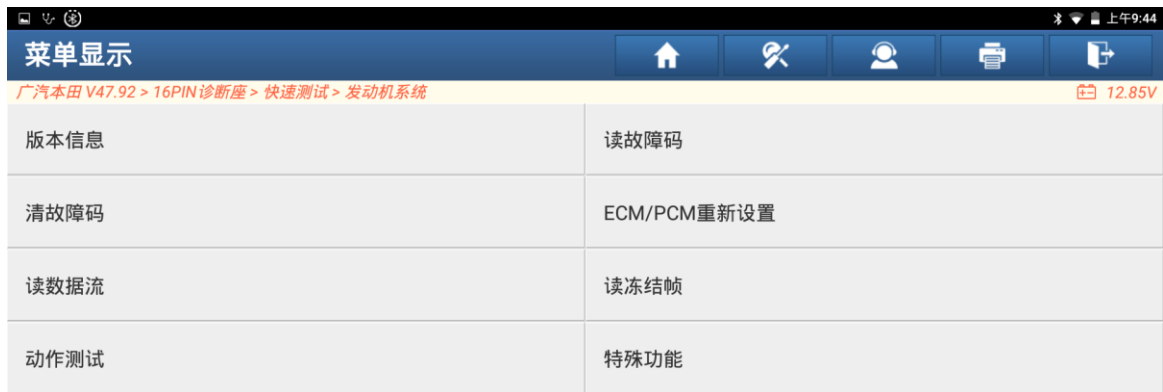 上午9:44
菜单显示
广汽本田 V47.92 > 16PIN诊断座 > 快速测试 > 发动机系统 12.85V
版本信息 读故障码
清故障码 ECM/PCM重新设置
读数据流 读冻结帧
动作测试 特殊功能